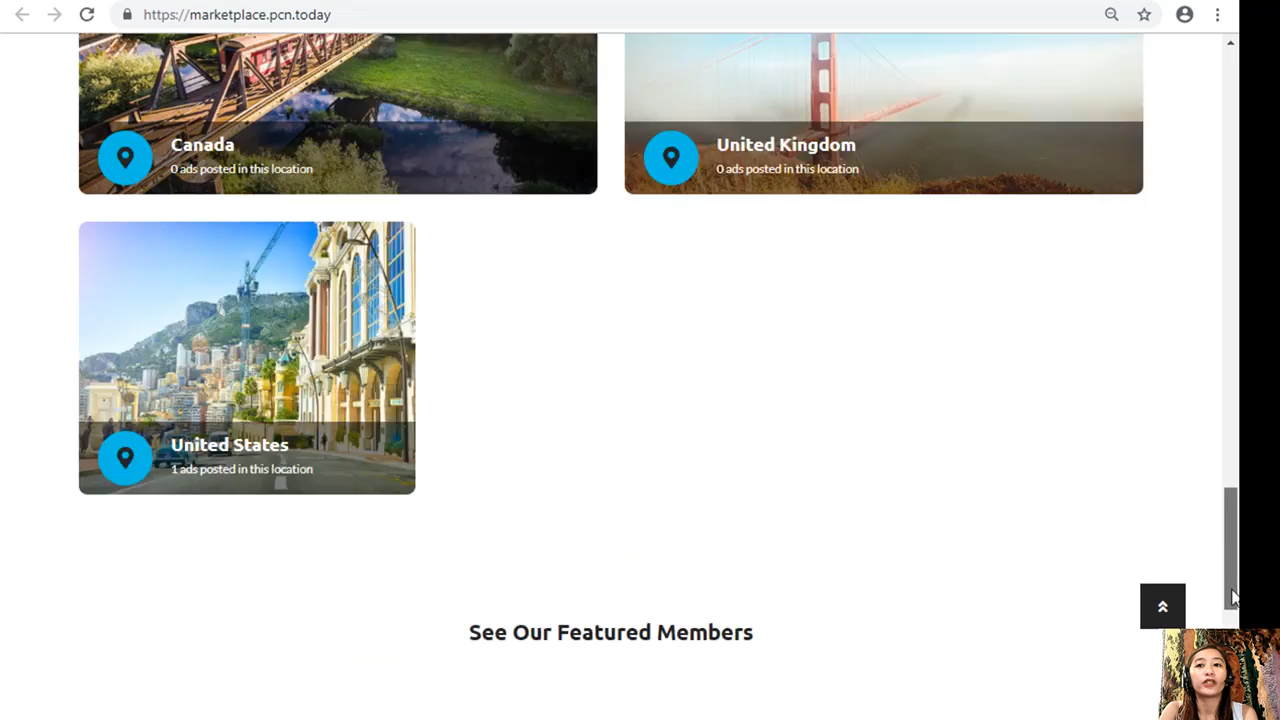 https://marketplace.pcn.today
Canada
0 ads posted in this location
United Kingdom
0 ads posted in this location
United States
1 ads posted in this location
See Our Featured Members